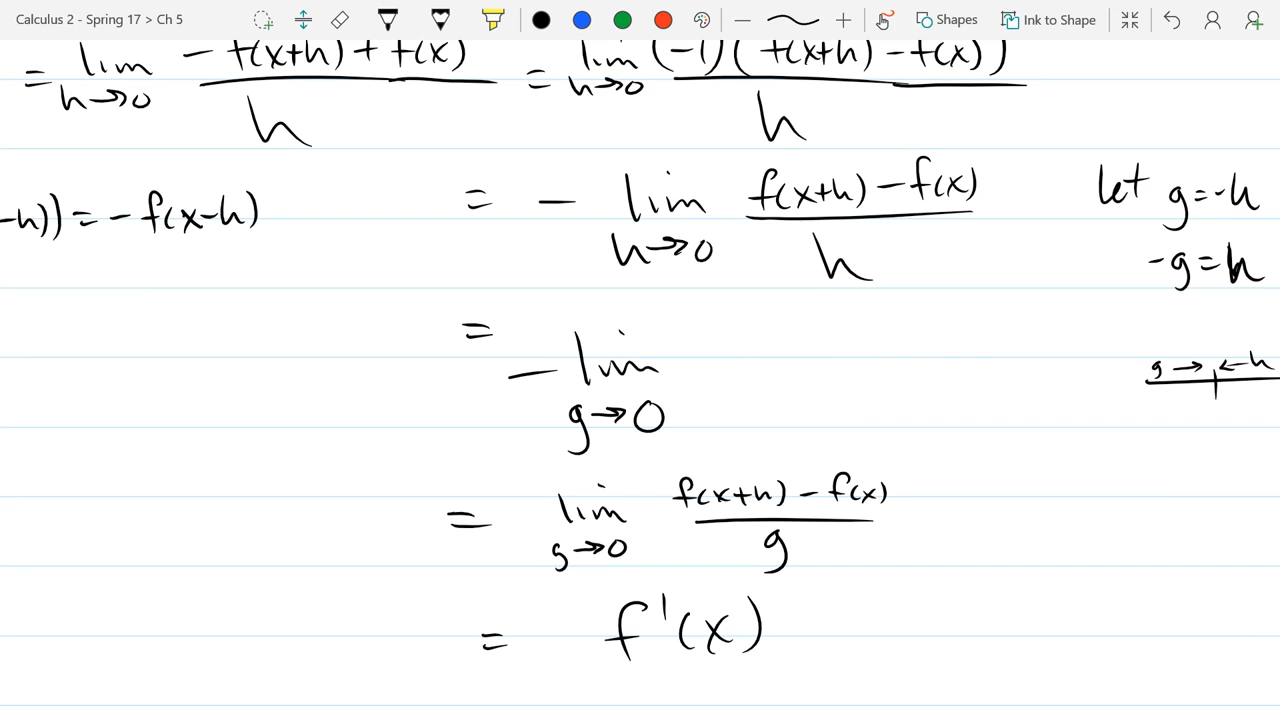 Calculus 2 - Spring 17 > Ch 5
Shapes
Ink to Shape
= lim h→0 (-f(x+h) + f(x)) / h = lim h→0 (-1)(f(x+h) - f(x)) / h
-h)) = -f(x-h)
= - lim h→0 (f(x+h) - f(x)) / h
let g = -h
-g = h
= - lim g→0
g → ← h
= lim g→0 (f(x+h) - f(x)) / g
= f'(x)